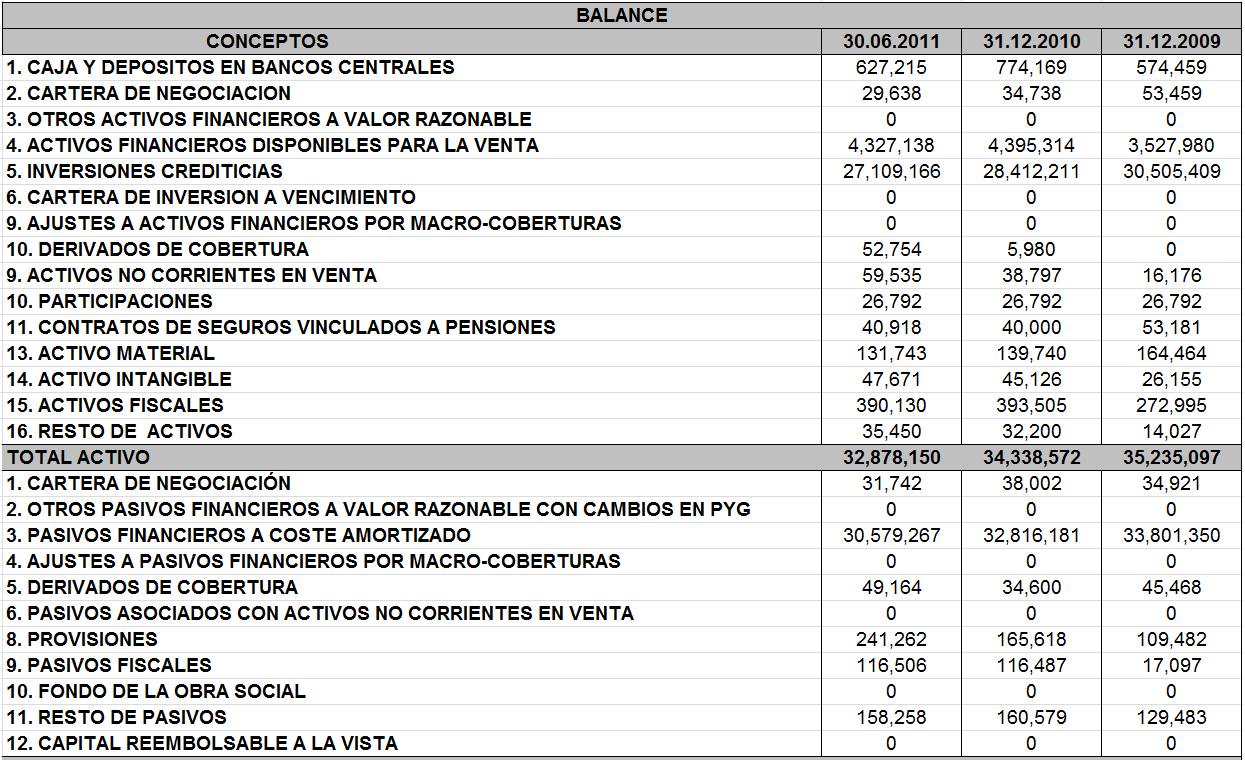 BALANCE
CONCEPTOS 30.06.2011 31.12.2010 31.12.2009
1. CAJA Y DEPOSITOS EN BANCOS CENTRALES 627,215 774,169 574,459
2. CARTERA DE NEGOCIACION 29,638 34,738 53,459
3. OTROS ACTIVOS FINANCIEROS A VALOR RAZONABLE 0 0 0
4. ACTIVOS FINANCIEROS DISPONIBLES PARA LA VENTA 4,327,138 4,395,314 3,527,980
5. INVERSIONES CREDITICIAS 27,109,166 28,412,211 30,505,409
6. CARTERA DE INVERSION A VENCIMIENTO 0 0 0
9. AJUSTES A ACTIVOS FINANCIEROS POR MACRO-COBERTURAS 0 0 0
10. DERIVADOS DE COBERTURA 52,754 5,980 0
9. ACTIVOS NO CORRIENTES EN VENTA 59,535 38,797 16,176
10. PARTICIPACIONES 26,792 26,792 26,792
11. CONTRATOS DE SEGUROS VINCULADOS A PENSIONES 40,918 40,000 53,181
13. ACTIVO MATERIAL 131,743 139,740 164,464
14. ACTIVO INTANGIBLE 47,671 45,126 26,155
15. ACTIVOS FISCALES 390,130 393,505 272,995
16. RESTO DE ACTIVOS 35,450 32,200 14,027
TOTAL ACTIVO 32,878,150 34,338,572 35,235,097
1. CARTERA DE NEGOCIACIÓN 31,742 38,002 34,921
2. OTROS PASIVOS FINANCIEROS A VALOR RAZONABLE CON CAMBIOS EN PYG 0 0 0
3. PASIVOS FINANCIEROS A COSTE AMORTIZADO 30,579,267 32,816,181 33,801,350
4. AJUSTES A PASIVOS FINANCIEROS POR MACRO-COBERTURAS 0 0 0
5. DERIVADOS DE COBERTURA 49,164 34,600 45,468
6. PASIVOS ASOCIADOS CON ACTIVOS NO CORRIENTES EN VENTA 0 0 0
8. PROVISIONES 241,262 165,618 109,482
9. PASIVOS FISCALES 116,506 116,487 17,097
10. FONDO DE LA OBRA SOCIAL 0 0 0
11. RESTO DE PASIVOS 158,258 160,579 129,483
12. CAPITAL REEMBOLSABLE A LA VISTA 0 0 0